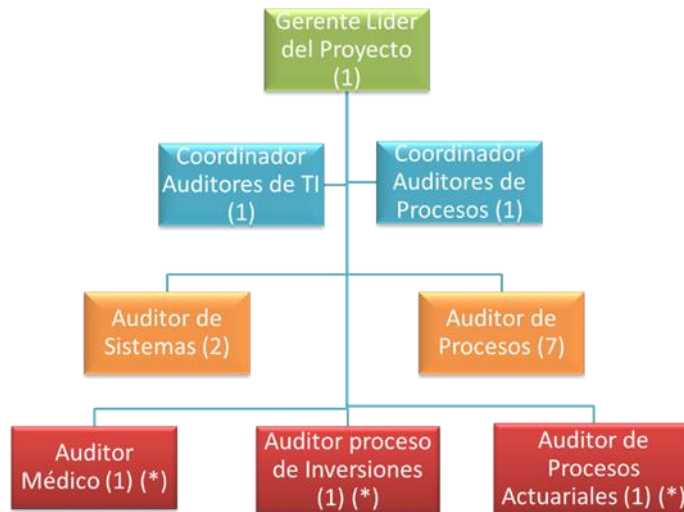 Gerente Líder
del Proyecto
(1)
Coordinador
Auditores de TI
(1)
Coordinador
Auditores de
Procesos (1)
Auditor de
Sistemas (2)
Auditor de
Procesos (7)
Auditor
Médico (1) (*)
Auditor proceso
de Inversiones
(1) (*)
Auditor de
Procesos
Actuariales (1) (*)